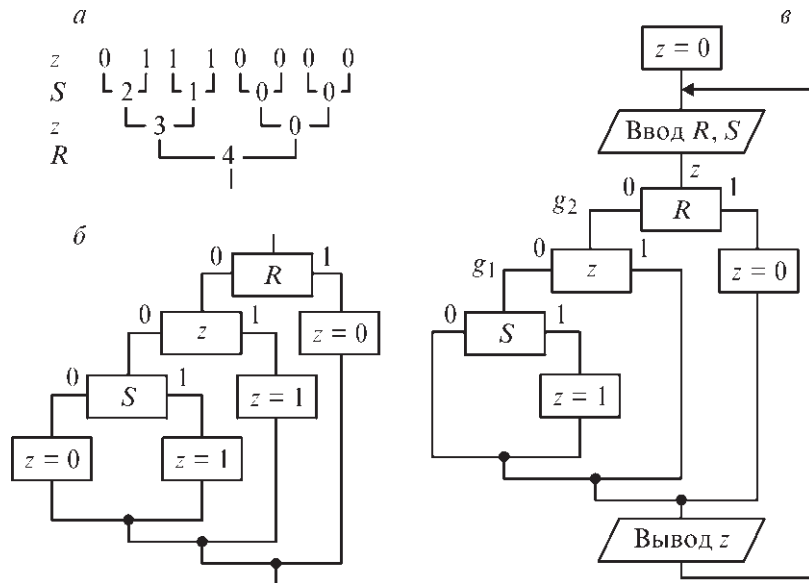 а
z 0 1 1 1 0 0 0 0
S 2 1 0 0
z 3 0
R 4
б
0 R 1
0 z 1 z = 0
0 S 1 z = 1
z = 0 z = 1
в
z = 0
Ввод R, S
z
g2 0 R 1
g1 0 z 1 z = 0
0 S 1
z = 1
Вывод z